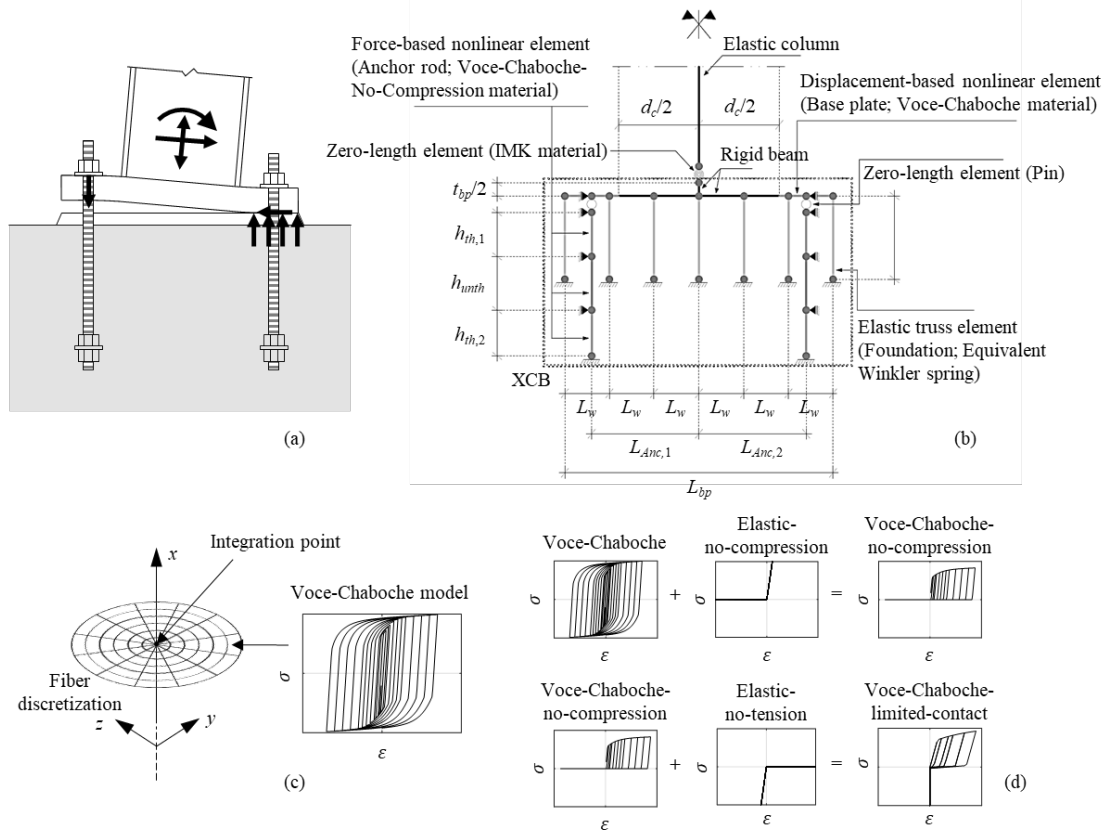 (a)
Force-based nonlinear element
(Anchor rod; Voce-Chaboche-
No-Compression material)
Elastic column
Displacement-based nonlinear element
(Base plate; Voce-Chaboche material)
d_c/2
d_c/2
Zero-length element (IMK material)
Rigid beam
Zero-length element (Pin)
t_bp/2
h_th,1
h_unth
h_th,2
XCB
Elastic truss element
(Foundation; Equivalent
Winkler spring)
L_w
L_w
L_w
L_w
L_w
L_w
L_Anc,1
L_Anc,2
L_bp
(b)
Integration point
x
Voce-Chaboche model
σ
ε
Fiber
discretization
z
y
(c)
Voce-Chaboche
σ
ε
+
Elastic-
no-compression
σ
ε
=
Voce-Chaboche-
no-compression
σ
ε
Voce-Chaboche-
no-compression
σ
ε
+
Elastic-
no-tension
σ
ε
=
Voce-Chaboche-
limited-contact
σ
ε
(d)